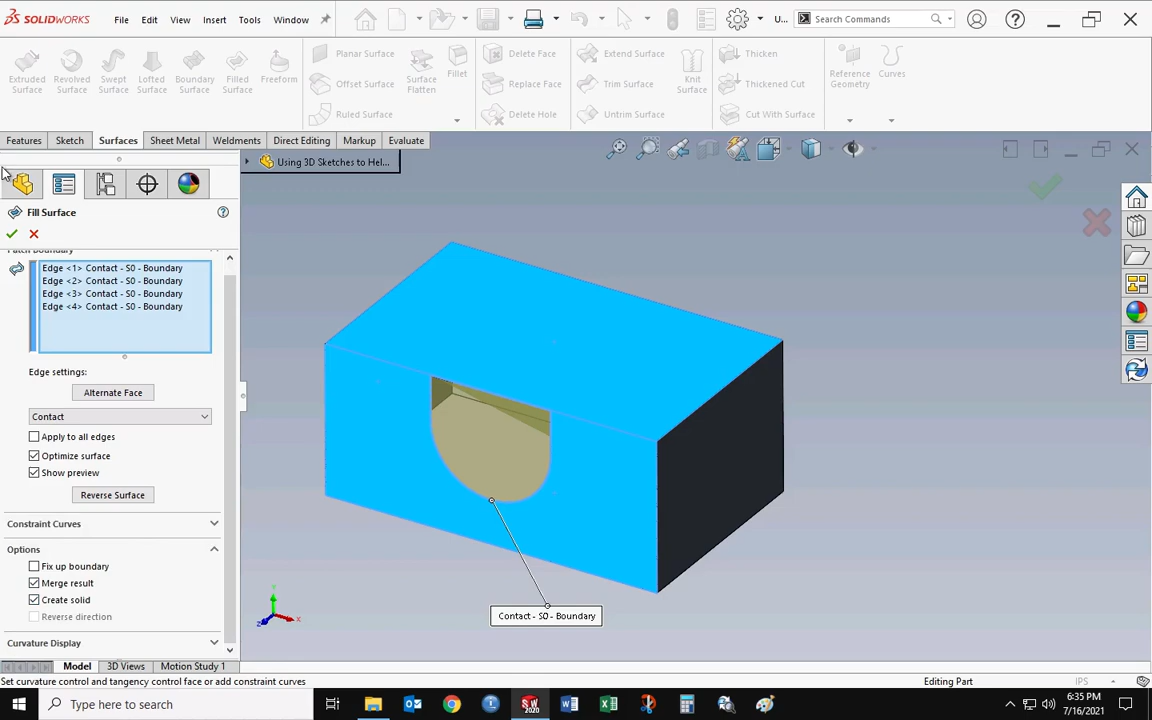 SOLIDWORKS
File
Edit
View
Insert
Tools
Window
U...
Search Commands
Extruded Surface
Revolved Surface
Swept Surface
Lofted Surface
Boundary Surface
Filled Surface
Freeform
Planar Surface
Offset Surface
Ruled Surface
Surface Flatten
Fillet
Delete Face
Replace Face
Delete Hole
Extend Surface
Trim Surface
Untrim Surface
Knit Surface
Thicken
Thickened Cut
Cut With Surface
Reference Geometry
Curves
Features
Sketch
Surfaces
Sheet Metal
Weldments
Direct Editing
Markup
Evaluate
Using 3D Sketches to Hel...
Fill Surface
Patch Boundary
Edge <1> Contact - S0 - Boundary
Edge <2> Contact - S0 - Boundary
Edge <3> Contact - S0 - Boundary
Edge <4> Contact - S0 - Boundary
Edge settings:
Alternate Face
Contact
Apply to all edges
Optimize surface
Show preview
Reverse Surface
Constraint Curves
Options
Fix up boundary
Merge result
Create solid
Reverse direction
Curvature Display
Contact - S0 - Boundary
Y
X
Z
Model
3D Views
Motion Study 1
Set curvature control and tangency control face or add constraint curves
Editing Part
IPS
Type here to search
SW
2020
6:35 PM
7/16/2021